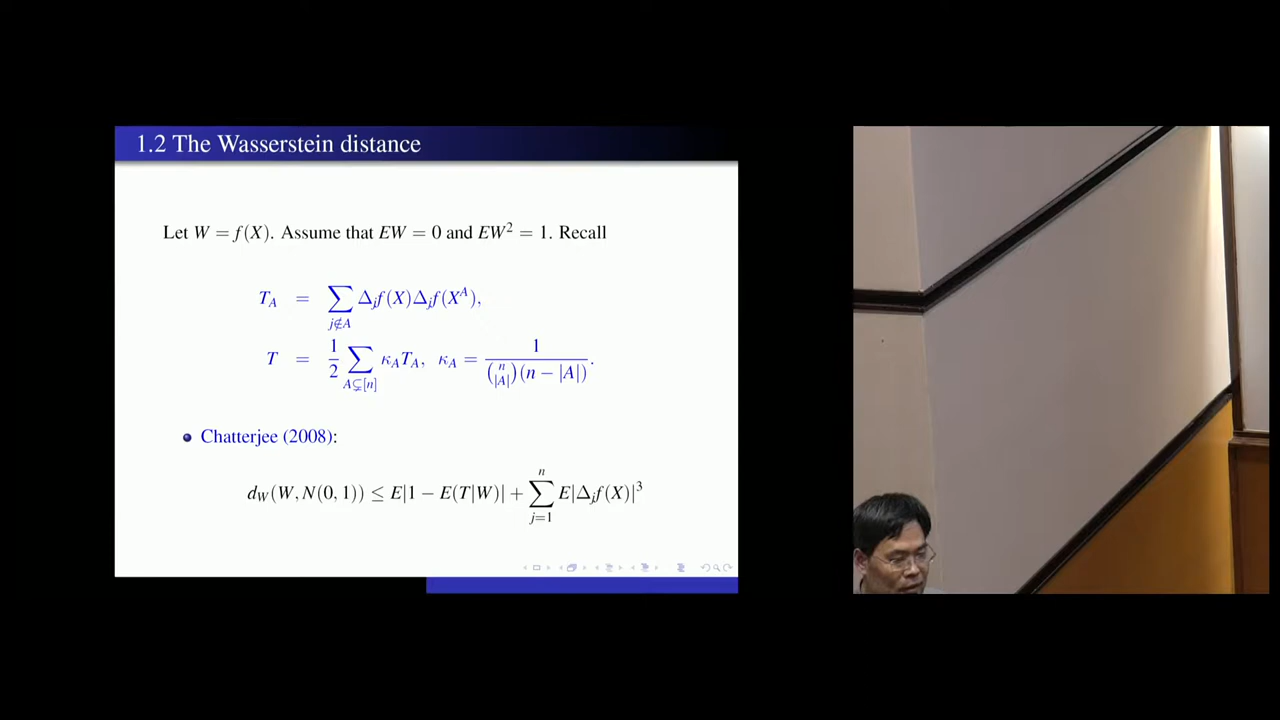 1.2 The Wasserstein distance
Let W = f(X). Assume that EW = 0 and EW² = 1. Recall
T_A = ∑_{j∉A} Δ_j f(X)Δ_j f(X^A),
T = 1/2 ∑_{A⊊[n]} κ_A T_A, κ_A = 1/(\binom{n}{|A|}(n − |A|)).
Chatterjee (2008):
d_W(W, N(0, 1)) ≤ E|1 − E(T|W)| + ∑_{j=1}^{n} E|Δ_j f(X)|³